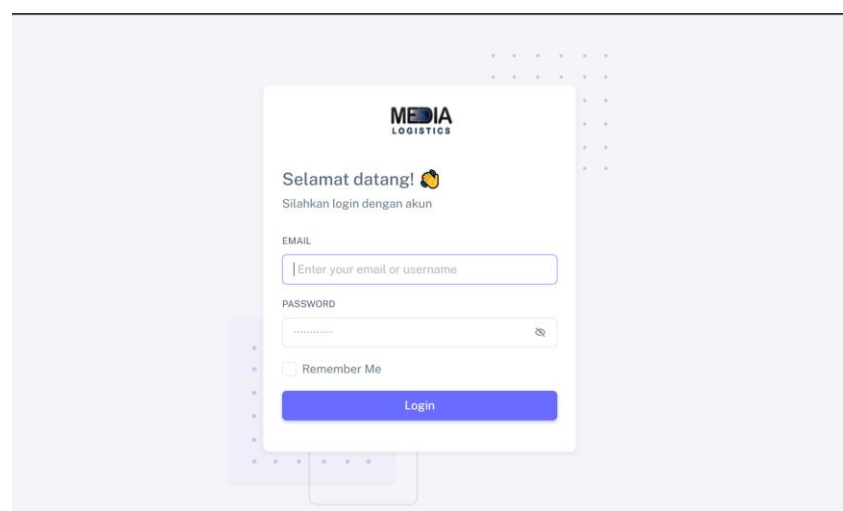 MEDIA
LOGISTICS
Selamat datang! 👏
Silahkan login dengan akun
EMAIL
Enter your email or username
PASSWORD
············
Remember Me
Login